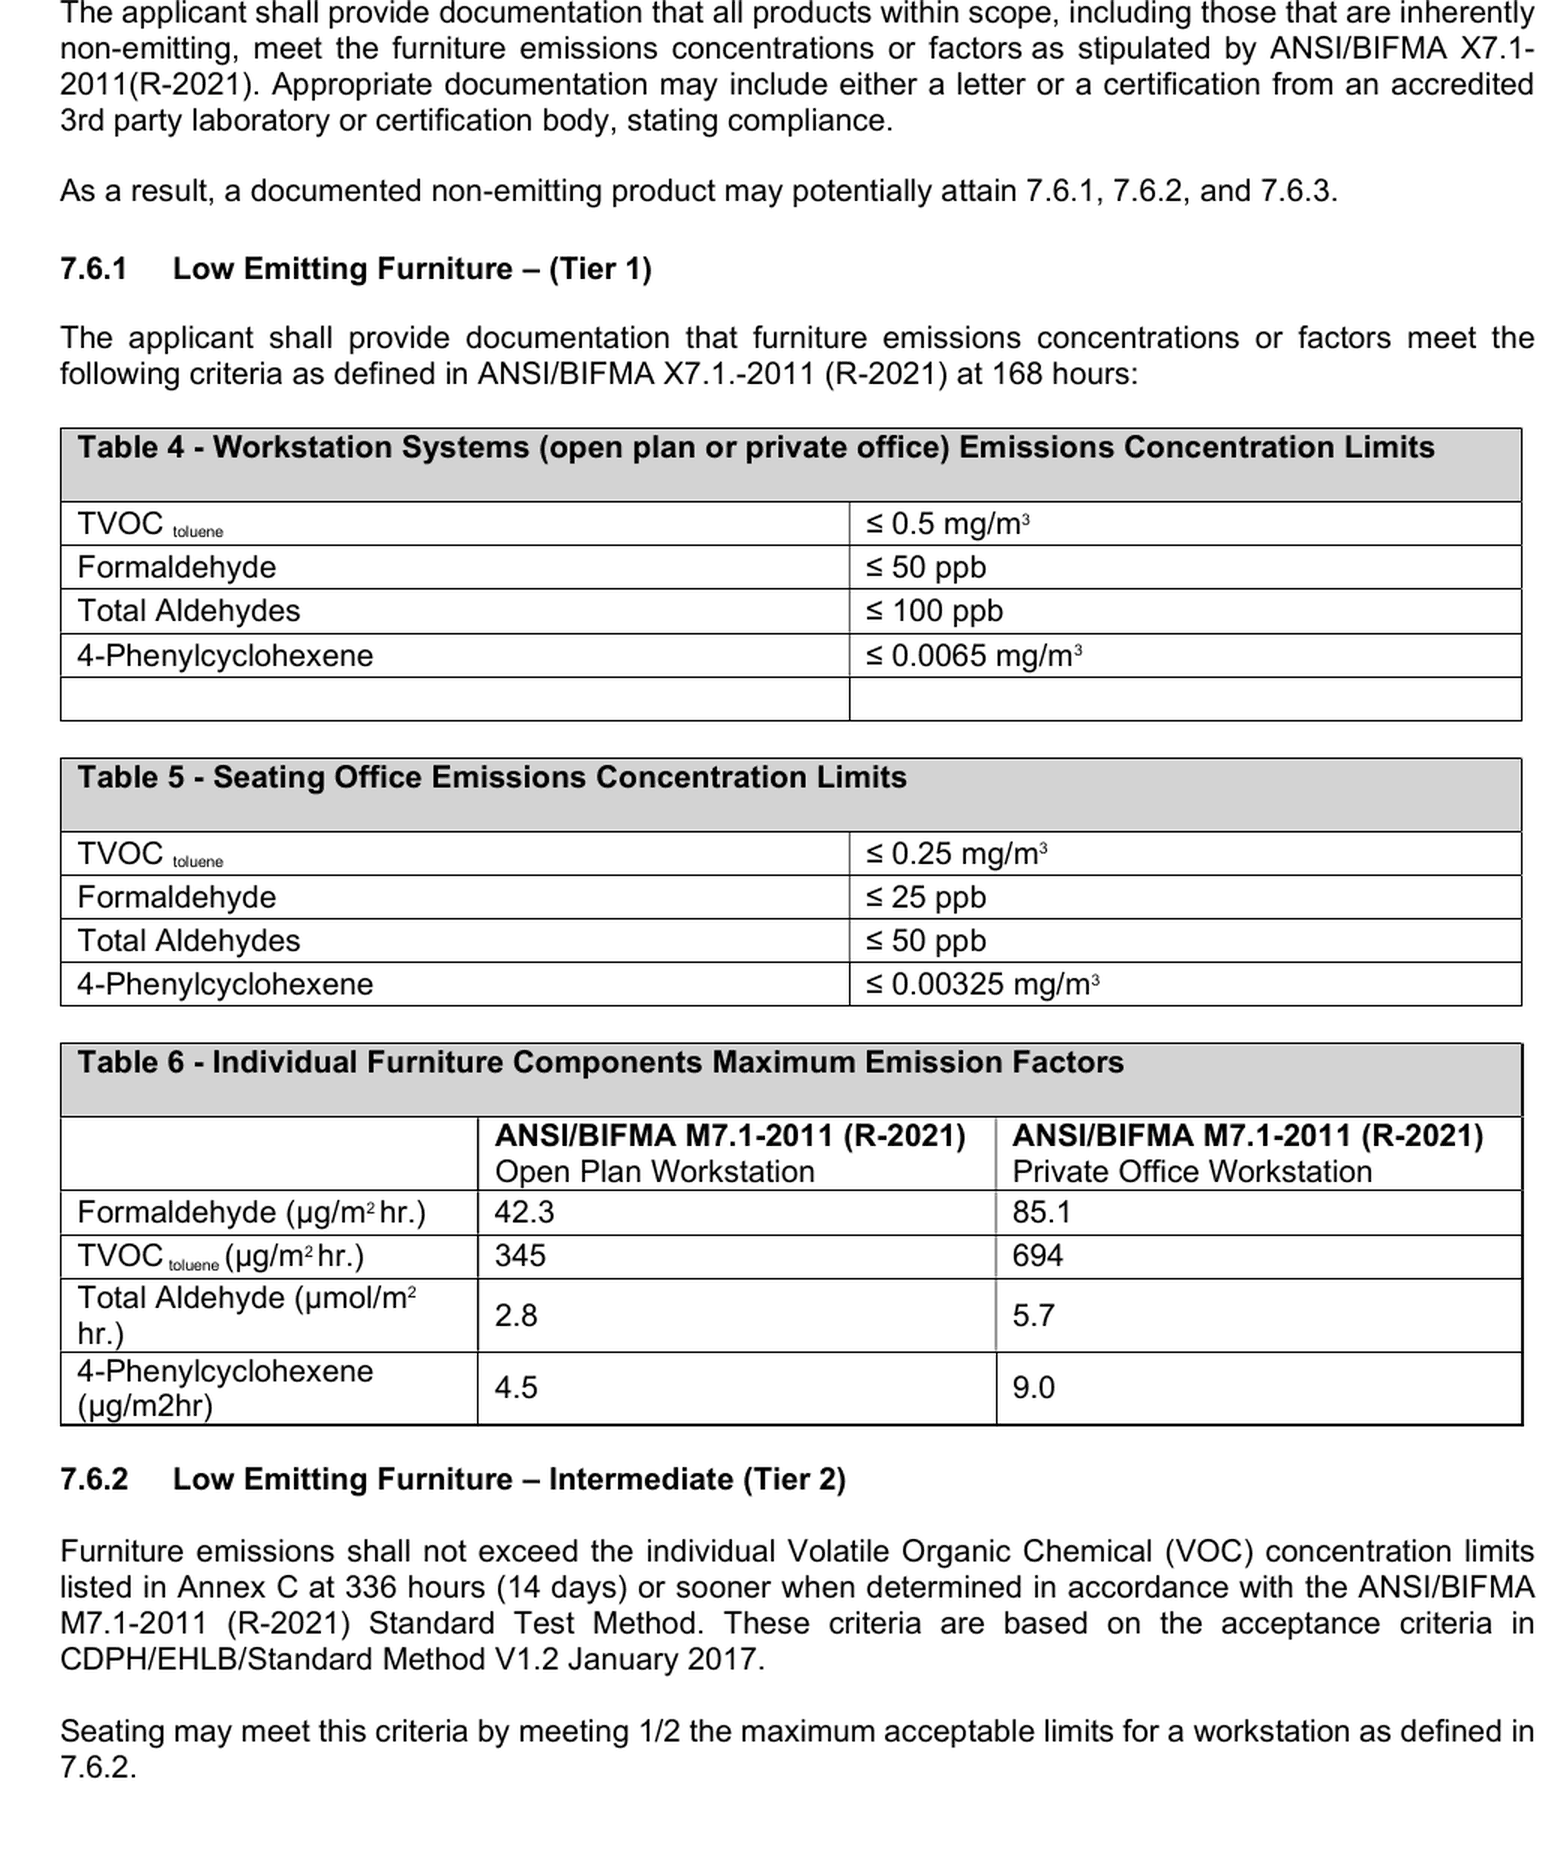 The applicant shall provide documentation that all products within scope, including those that are inherently
non-emitting, meet the furniture emissions concentrations or factors as stipulated by ANSI/BIFMA X7.1-
2011(R-2021). Appropriate documentation may include either a letter or a certification from an accredited
3rd party laboratory or certification body, stating compliance.
As a result, a documented non-emitting product may potentially attain 7.6.1, 7.6.2, and 7.6.3.
7.6.1 Low Emitting Furniture – (Tier 1)
The applicant shall provide documentation that furniture emissions concentrations or factors meet the
following criteria as defined in ANSI/BIFMA X7.1.-2011 (R-2021) at 168 hours:
Table 4 - Workstation Systems (open plan or private office) Emissions Concentration Limits
TVOC toluene ≤ 0.5 mg/m³
Formaldehyde ≤ 50 ppb
Total Aldehydes ≤ 100 ppb
4-Phenylcyclohexene ≤ 0.0065 mg/m³
Table 5 - Seating Office Emissions Concentration Limits
TVOC toluene ≤ 0.25 mg/m³
Formaldehyde ≤ 25 ppb
Total Aldehydes ≤ 50 ppb
4-Phenylcyclohexene ≤ 0.00325 mg/m³
Table 6 - Individual Furniture Components Maximum Emission Factors
ANSI/BIFMA M7.1-2011 (R-2021) ANSI/BIFMA M7.1-2011 (R-2021)
Open Plan Workstation Private Office Workstation
Formaldehyde (µg/m² hr.) 42.3 85.1
TVOC toluene (µg/m² hr.) 345 694
Total Aldehyde (µmol/m²
hr.) 2.8 5.7
4-Phenylcyclohexene
(µg/m2hr) 4.5 9.0
7.6.2 Low Emitting Furniture – Intermediate (Tier 2)
Furniture emissions shall not exceed the individual Volatile Organic Chemical (VOC) concentration limits
listed in Annex C at 336 hours (14 days) or sooner when determined in accordance with the ANSI/BIFMA
M7.1-2011 (R-2021) Standard Test Method. These criteria are based on the acceptance criteria in
CDPH/EHLB/Standard Method V1.2 January 2017.
Seating may meet this criteria by meeting 1/2 the maximum acceptable limits for a workstation as defined in
7.6.2.